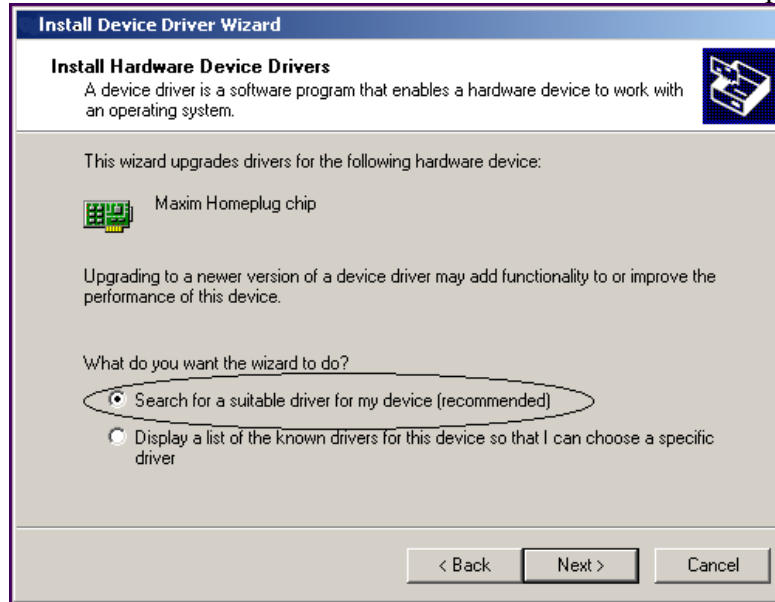 Install Device Driver Wizard
Install Hardware Device Drivers
A device driver is a software program that enables a hardware device to work with
an operating system.
This wizard upgrades drivers for the following hardware device:
Maxim Homeplug chip
Upgrading to a newer version of a device driver may add functionality to or improve the
performance of this device.
What do you want the wizard to do?
Search for a suitable driver for my device (recommended)
Display a list of the known drivers for this device so that I can choose a specific
driver
< Back Next > Cancel